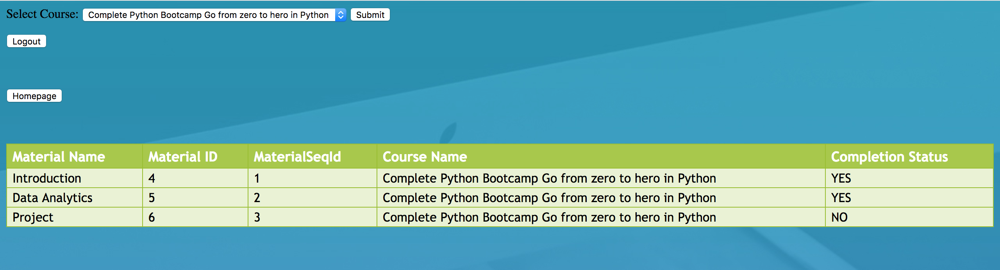 Select Course: Complete Python Bootcamp Go from zero to hero in Python Submit
Logout
Homepage
Material Name Material ID MaterialSeqId Course Name Completion Status
Introduction 4 1 Complete Python Bootcamp Go from zero to hero in Python YES
Data Analytics 5 2 Complete Python Bootcamp Go from zero to hero in Python YES
Project 6 3 Complete Python Bootcamp Go from zero to hero in Python NO